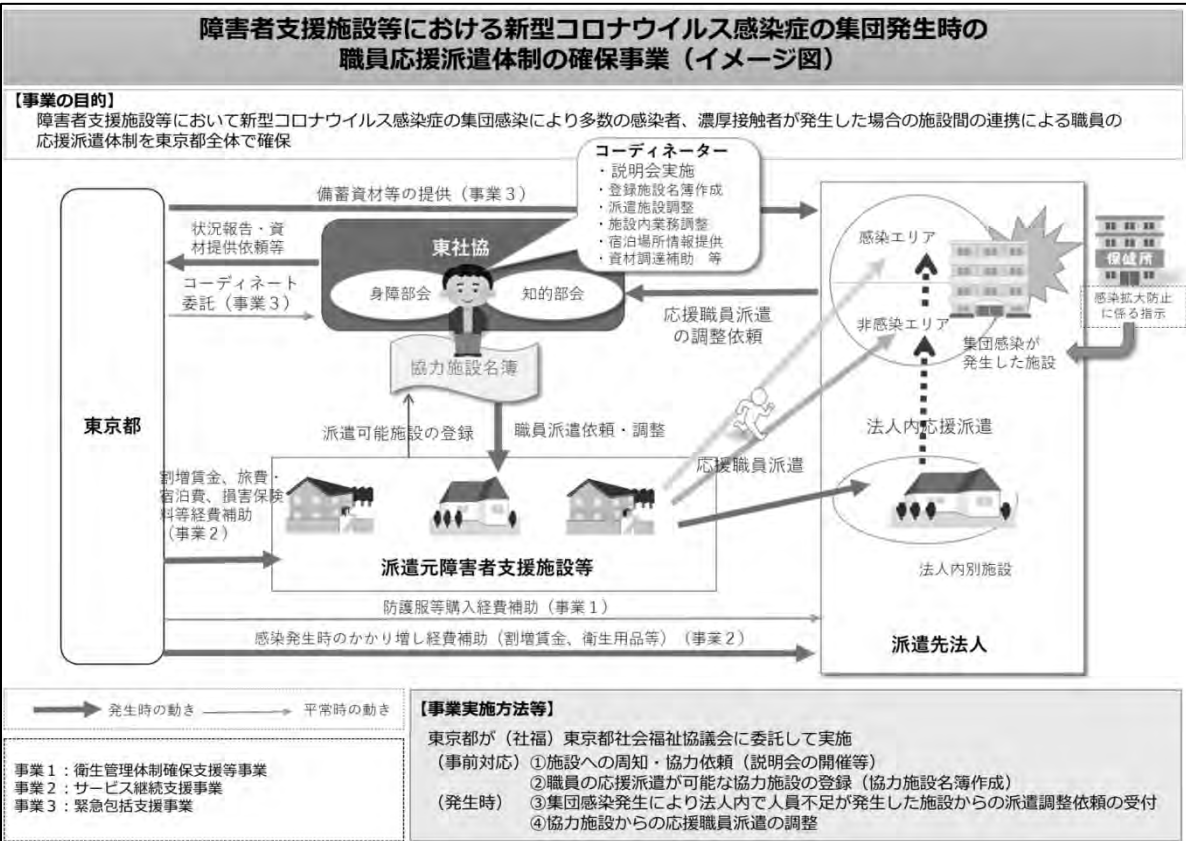 障害者支援施設等における新型コロナウイルス感染症の集団発生時の
職員応援派遣体制の確保事業（イメージ図）
【事業の目的】
障害者支援施設等において新型コロナウイルス感染症の集団感染により多数の感染者、濃厚接触者が発生した場合の施設間の連携による職員の
応援派遣体制を東京都全体で確保
コーディネーター
・説明会実施
・登録施設名簿作成
・派遣施設調整
・施設内業務調整
・宿泊場所情報提供
・資材調達補助　等
備蓄資材等の提供（事業３）
状況報告・資
材提供依頼等
東社協
身障部会
知的部会
コーディネート
委託（事業３）
協力施設名簿
応援職員派遣
の調整依頼
感染エリア
非感染エリア
集団感染が
発生した施設
保健所
感染拡大防止
に係る指示
東京都
派遣可能施設の登録
職員派遣依頼・調整
法人内応援派遣
応援職員派遣
割増賃金、旅費・
宿泊費、損害保険
料等経費補助
（事業２）
派遣元障害者支援施設等
法人内別施設
防護服等購入経費補助（事業１）
感染発生時のかかり増し経費補助（割増賃金、衛生用品等）（事業２）
派遣先法人
発生時の動き
平常時の動き
事業１：衛生管理体制確保支援等事業
事業２：サービス継続支援事業
事業３：緊急包括支援事業
【事業実施方法等】
東京都が（社福）東京都社会福祉協議会に委託して実施
（事前対応）①施設への周知・協力依頼（説明会の開催等）
②職員の応援派遣が可能な協力施設の登録（協力施設名簿作成）
（発生時）　③集団感染発生により法人内で人員不足が発生した施設からの派遣調整依頼の受付
④協力施設からの応援職員派遣の調整